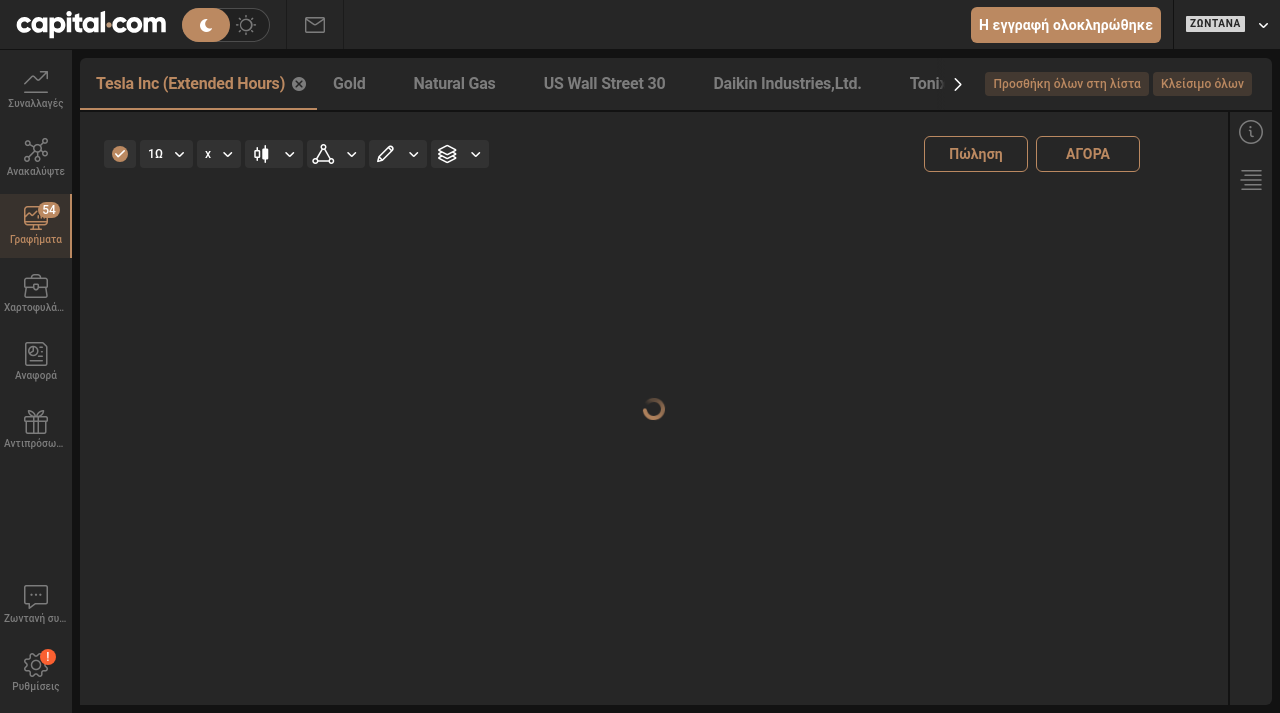 capital.com
Η εγγραφή ολοκληρώθηκε
ΖΩΝΤΑΝΑ
Συναλλαγές
Ανακαλύψτε
54
Γραφήματα
Χαρτοφυλά...
Αναφορά
Αντιπρόσω...
Ζωντανή συ...
!
Ρυθμίσεις
Tesla Inc (Extended Hours)
Gold
Natural Gas
US Wall Street 30
Daikin Industries,Ltd.
Tonix
Προσθήκη όλων στη λίστα
Κλείσιμο όλων
1Ω
x
Πώληση
ΑΓΟΡΑ